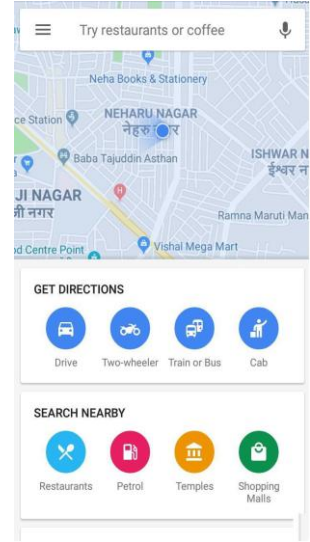 Try restaurants or coffee
Neha Books & Stationery
ce Station
NEHARU NAGAR
Baba Tajuddin Asthan
ISHWAR N
ईश्वर न
JI NAGAR
जी नगर
Ramna Maruti Man
od Centre Point
Vishal Mega Mart
GET DIRECTIONS
Drive
Two-wheeler
Train or Bus
Cab
SEARCH NEARBY
Restaurants
Petrol
Temples
Shopping
Malls